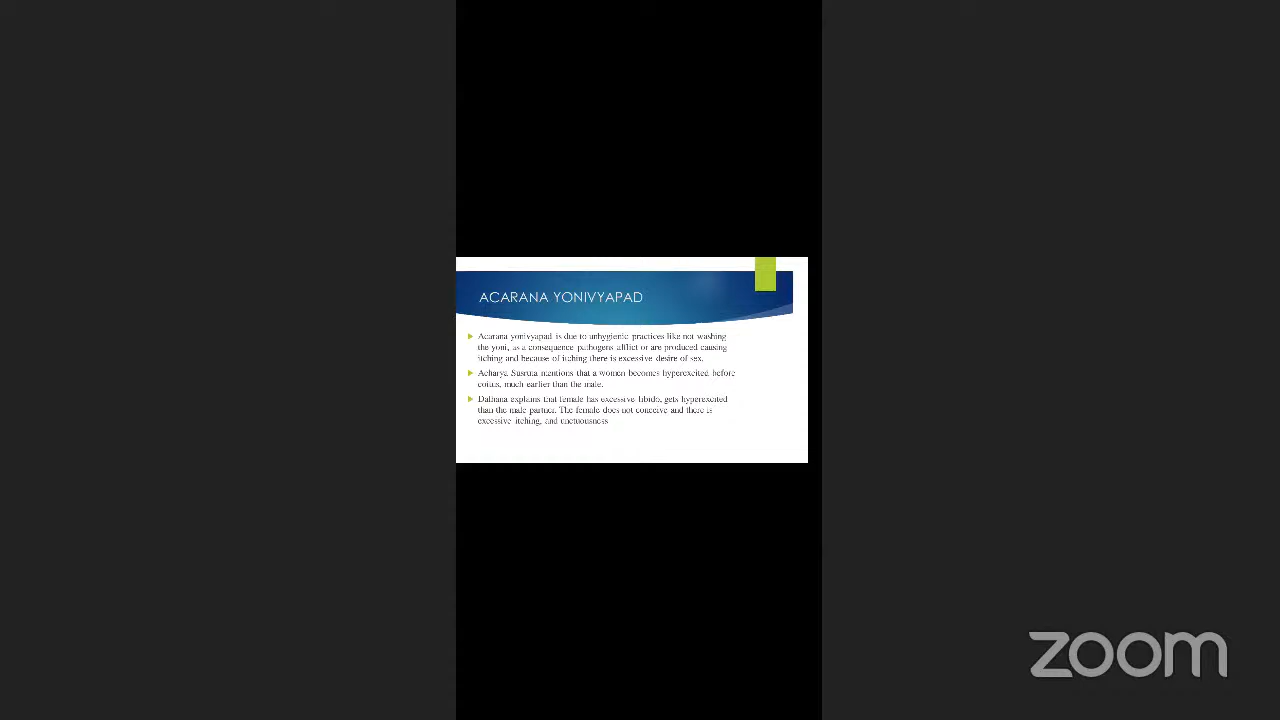 ACARANA YONIVYAPAD
Acarana yonivyapad is due to unhygienic practices like not washing
the yoni, as a consequence pathogens afflict or are produced causing
itching and because of itching there is excessive desire of sex.
Acharya Susruta mentions that a women becomes hyperexcited before
coitus, much earlier than the male.
Dalhana explains that female has excessive libido, gets hyperexcited
than the male partner. The female does not conceive and there is
excessive itching, and unctuousness
zoom